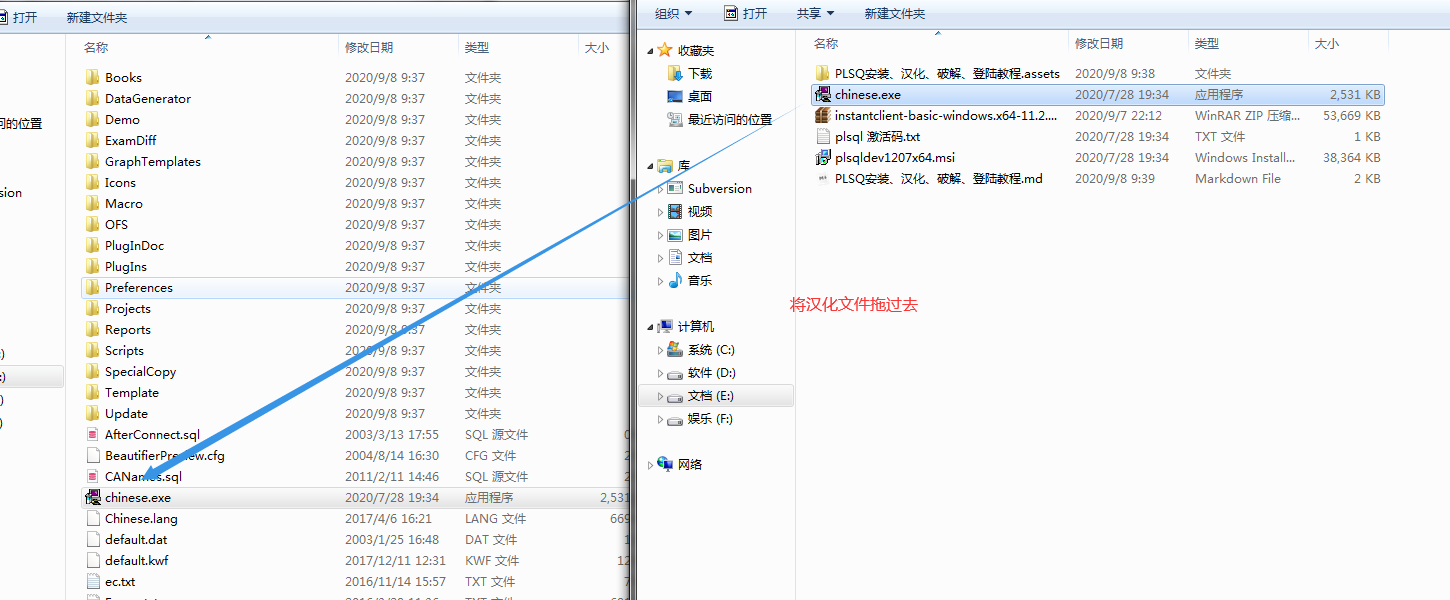 打开 新建文件夹
名称 修改日期 类型 大小
Books 2020/9/8 9:37 文件夹
DataGenerator 2020/9/8 9:37 文件夹
Demo 2020/9/8 9:37 文件夹
问的位置
ExamDiff 2020/9/8 9:37 文件夹
GraphTemplates 2020/9/8 9:37 文件夹
Icons 2020/9/8 9:37 文件夹
sion
Macro 2020/9/8 9:37 文件夹
OFS 2020/9/8 9:37 文件夹
PlugInDoc 2020/9/8 9:37 文件夹
PlugIns 2020/9/8 9:37 文件夹
Preferences 2020/9/8 9:37 文件夹
Projects 2020/9/8 9:37 文件夹
Reports 2020/9/8 9:37 文件夹
Scripts 2020/9/8 9:37 文件夹
:)
SpecialCopy 2020/9/8 9:37 文件夹
:)
Template 2020/9/8 9:37 文件夹
)
Update 2020/9/8 9:37 文件夹
)
AfterConnect.sql 2003/3/13 17:55 SQL 源文件 0
BeautifierPreview.cfg 2004/8/14 16:30 CFG 文件 2
CANames.sql 2011/2/11 14:46 SQL 源文件 2
chinese.exe 2020/7/28 19:34 应用程序 2,531
Chinese.lang 2017/4/6 16:21 LANG 文件 669
default.dat 2003/1/25 16:48 DAT 文件 1
default.kwf 2017/12/11 12:31 KWF 文件 12
ec.txt 2016/11/14 15:57 TXT 文件 7
组织 打开 共享 新建文件夹
收藏夹
下载
桌面
最近访问的位置
库
Subversion
视频
图片
文档
音乐
计算机
系统 (C:)
软件 (D:)
文档 (E:)
娱乐 (F:)
网络
名称 修改日期 类型 大小
PLSQ安装、汉化、破解、登陆教程.assets 2020/9/8 9:38 文件夹
chinese.exe 2020/7/28 19:34 应用程序 2,531 KB
instantclient-basic-windows.x64-11.2.... 2020/9/7 22:12 WinRAR ZIP 压缩... 53,669 KB
plsql 激活码.txt 2020/7/28 19:34 TXT 文件 1 KB
plsqldev1207x64.msi 2020/7/28 19:34 Windows Install... 38,364 KB
PLSQ安装、汉化、破解、登陆教程.md 2020/9/8 9:39 Markdown File 2 KB
将汉化文件拖过去